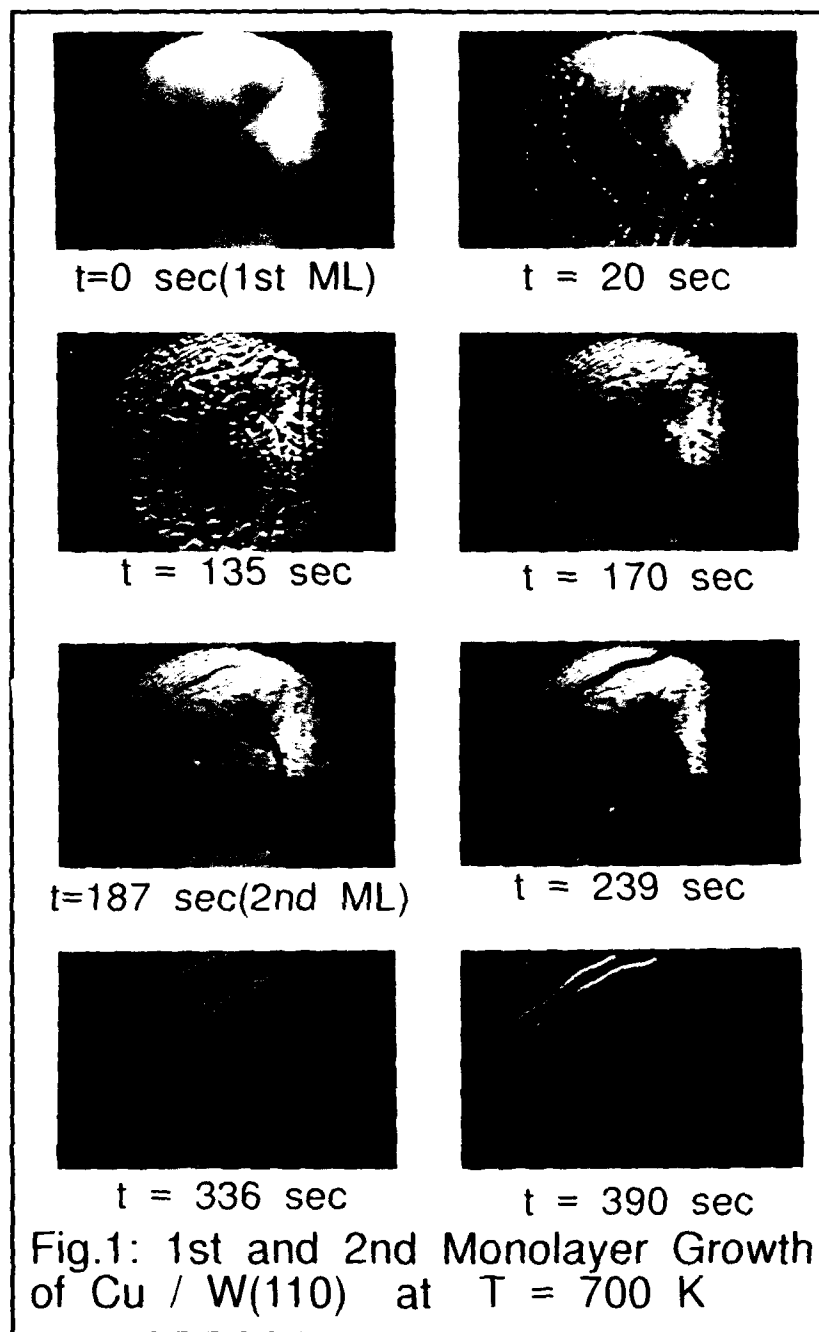 t=0 sec(1st ML)
t = 20 sec
t = 135 sec
t = 170 sec
t=187 sec(2nd ML)
t = 239 sec
t = 336 sec
t = 390 sec
Fig.1: 1st and 2nd Monolayer Growth
of Cu / W(110) at T = 700 K